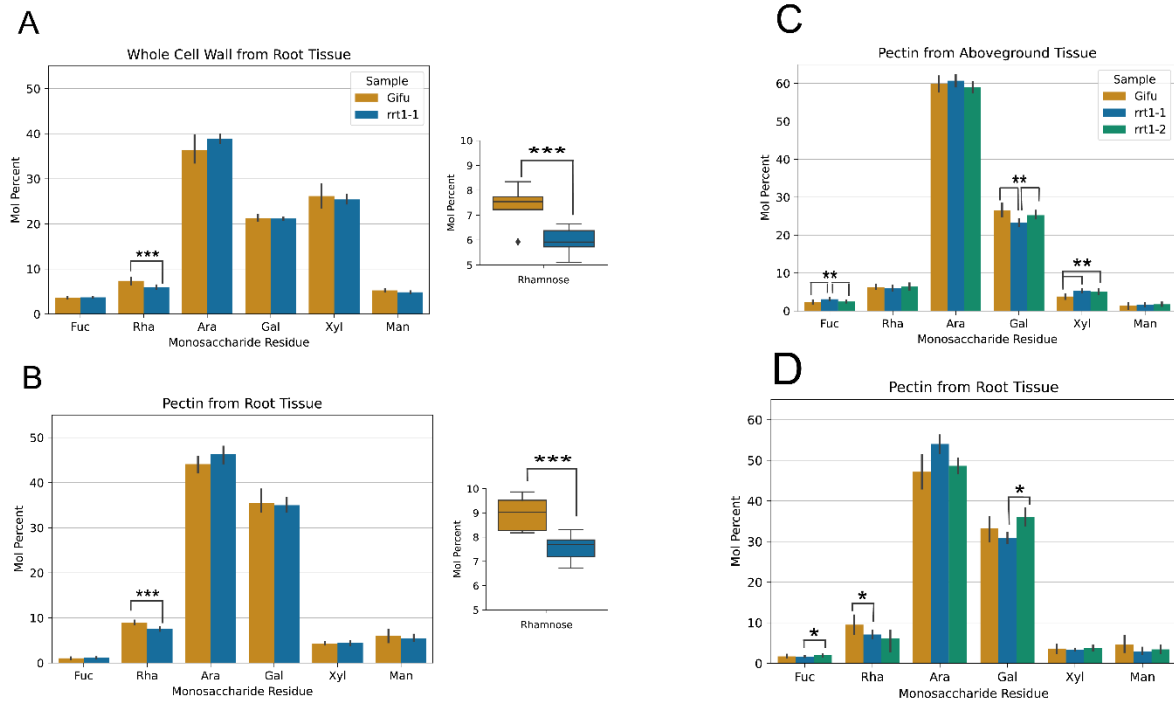 A
Whole Cell Wall from Root Tissue
Mol Percent
50
40
30
20
10
0
Sample
Gifu
rrt1-1
***
Fuc Rha Ara Gal Xyl Man
Monosaccharide Residue
Mol Percent
10
9
8
7
6
5
***
Rhamnose
B
Pectin from Root Tissue
Mol Percent
50
40
30
20
10
0
***
Fuc Rha Ara Gal Xyl Man
Monosaccharide Residue
Mol Percent
10
9
8
7
6
5
***
Rhamnose
C
Pectin from Aboveground Tissue
Mol Percent
60
50
40
30
20
10
0
Sample
Gifu
rrt1-1
rrt1-2
**
**
**
Fuc Rha Ara Gal Xyl Man
Monosaccharide Residue
D
Pectin from Root Tissue
Mol Percent
60
50
40
30
20
10
0
*
*
*
Fuc Rha Ara Gal Xyl Man
Monosaccharide Residue